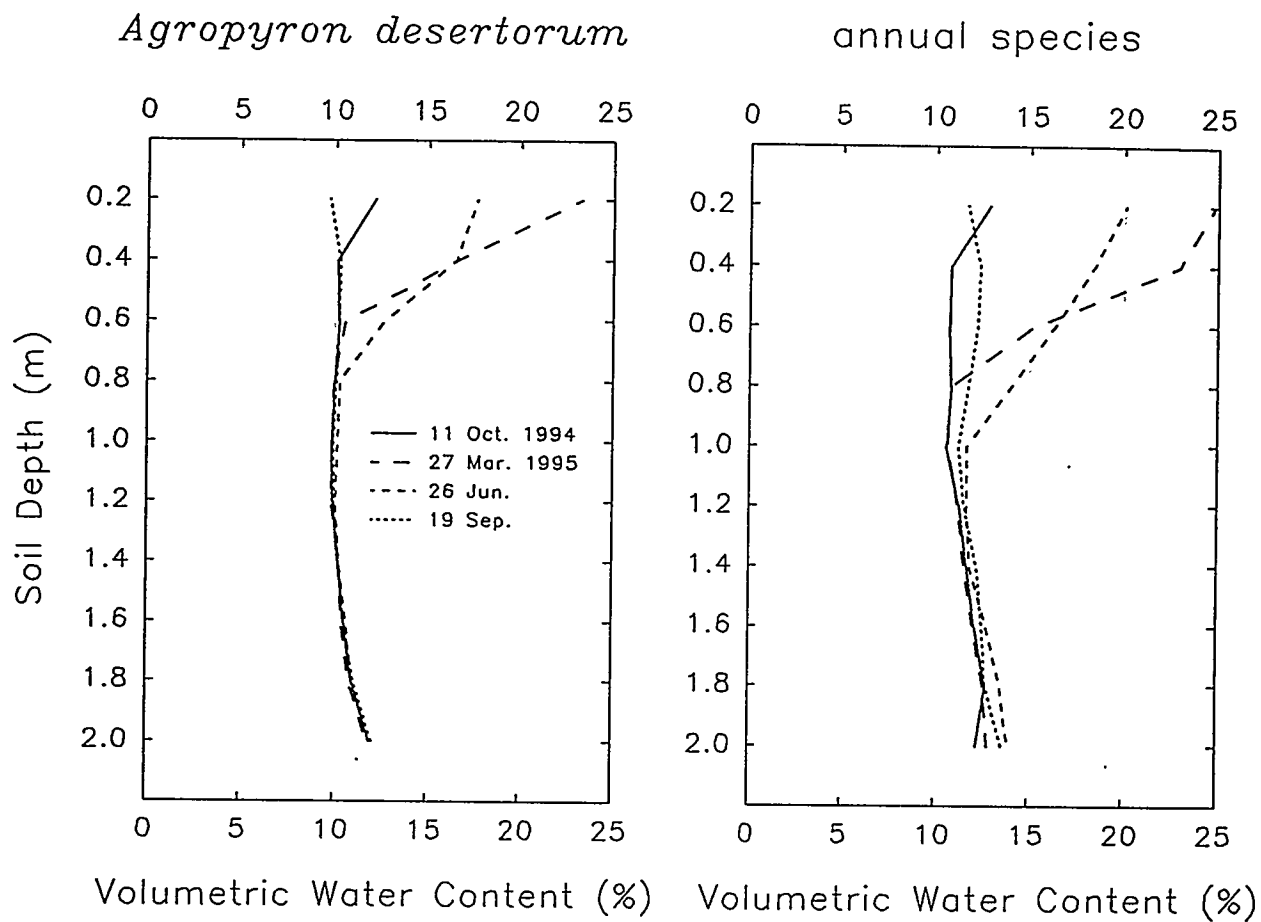 Agropyron desertorum
annual species
0 5 10 15 20 25
0 5 10 15 20 25
Soil Depth (m)
0.2
0.4
0.6
0.8
1.0
1.2
1.4
1.6
1.8
2.0
11 Oct. 1994
27 Mar. 1995
26 Jun.
19 Sep.
0.2
0.4
0.6
0.8
1.0
1.2
1.4
1.6
1.8
2.0
0 5 10 15 20 25
0 5 10 15 20 25
Volumetric Water Content (%)
Volumetric Water Content (%)